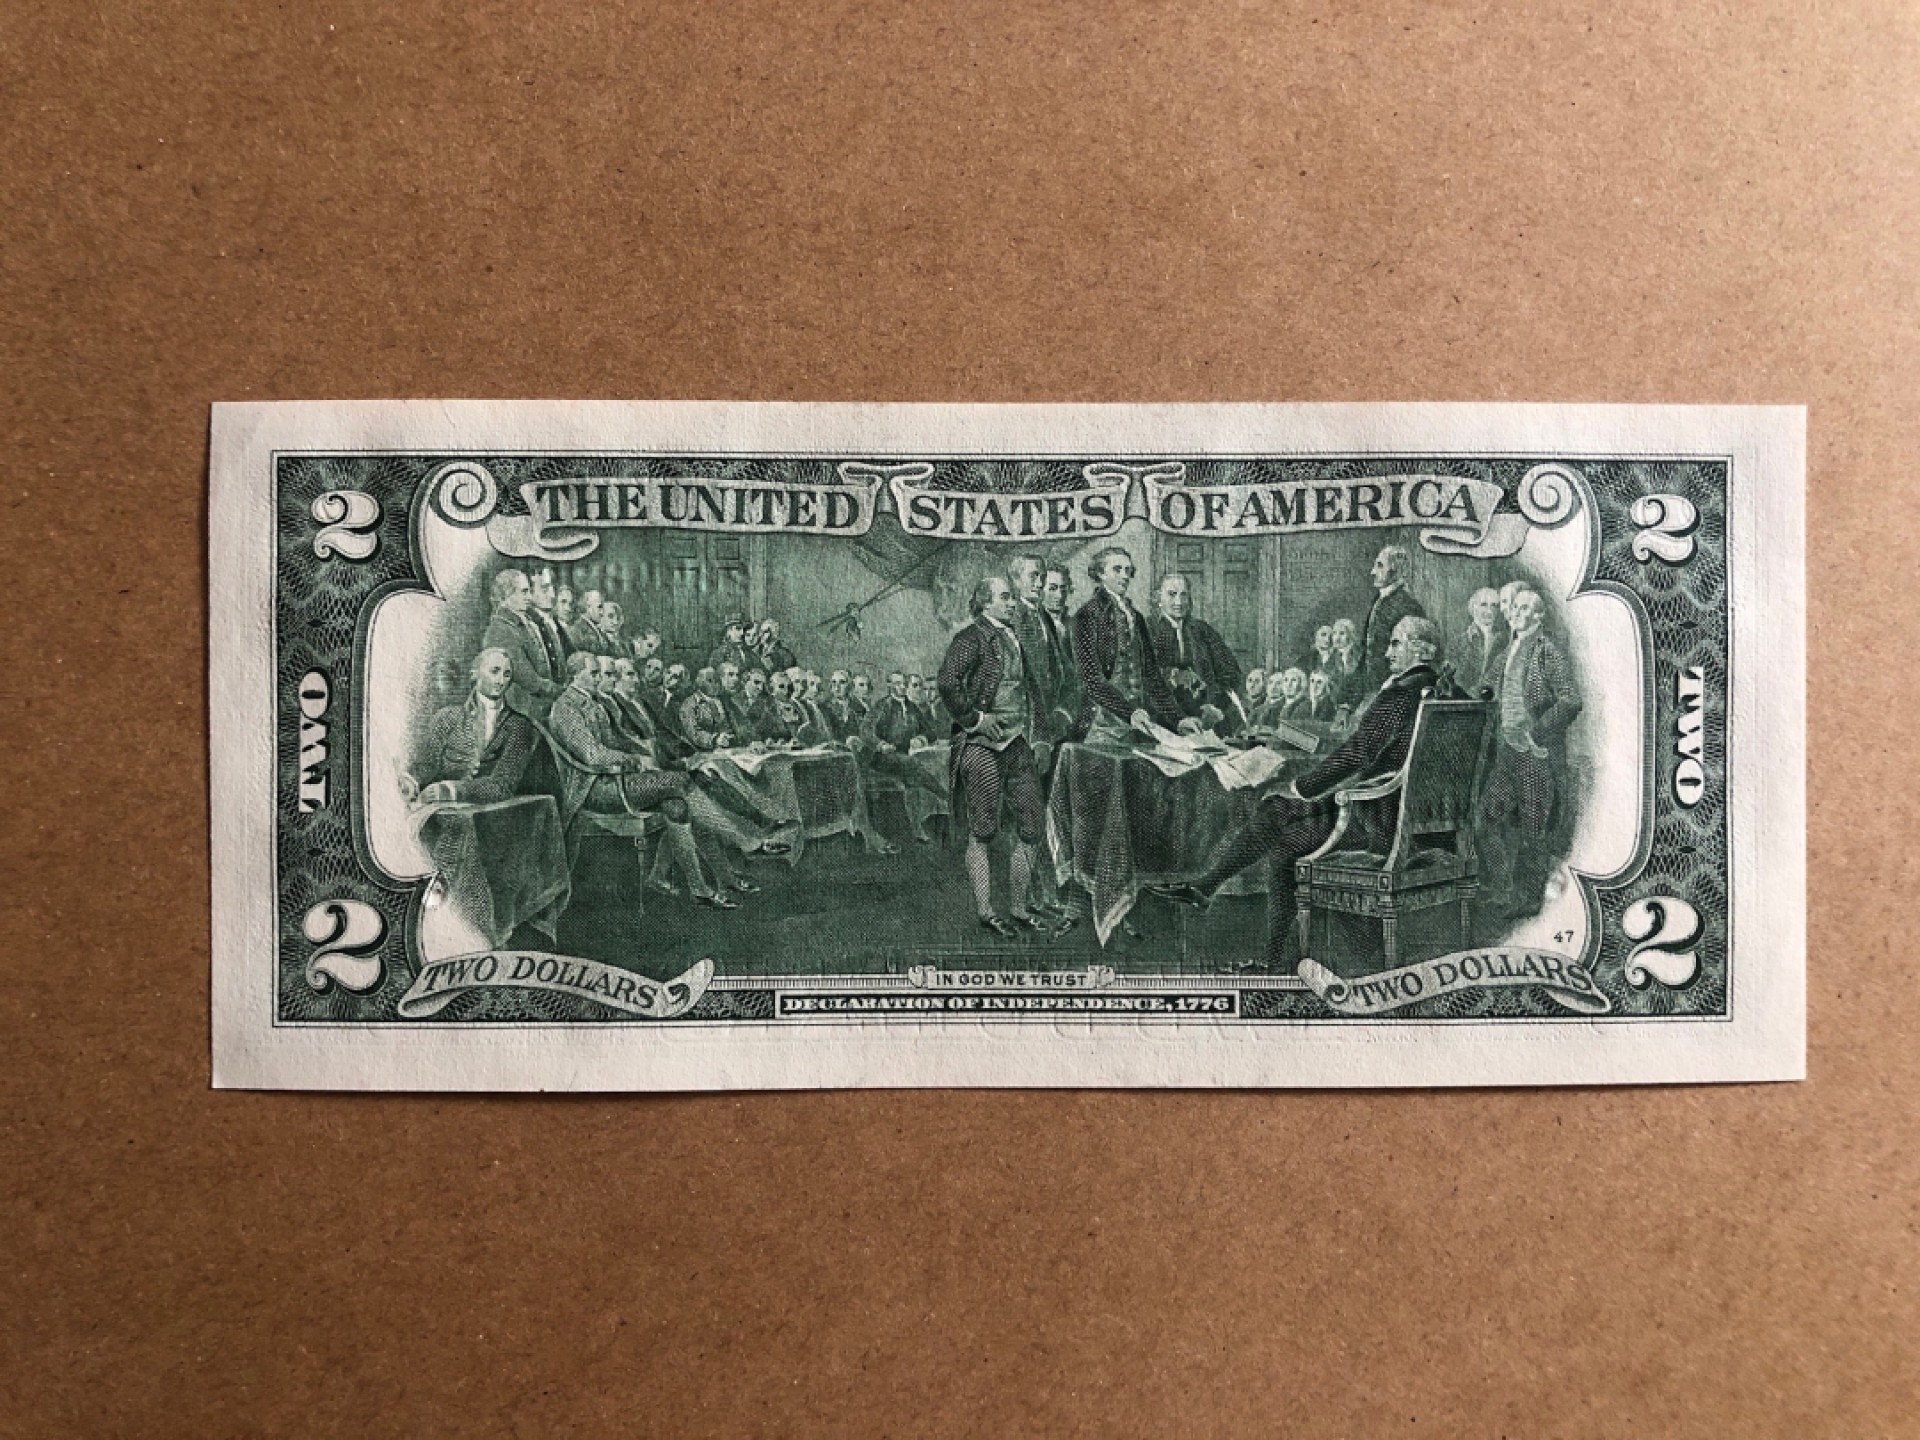 2 THE UNITED STATES OF AMERICA 2
TWO TWO
47
2 TWO DOLLARS IN GOD WE TRUST TWO DOLLARS 2
DECLARATION OF INDEPENDENCE, 1776